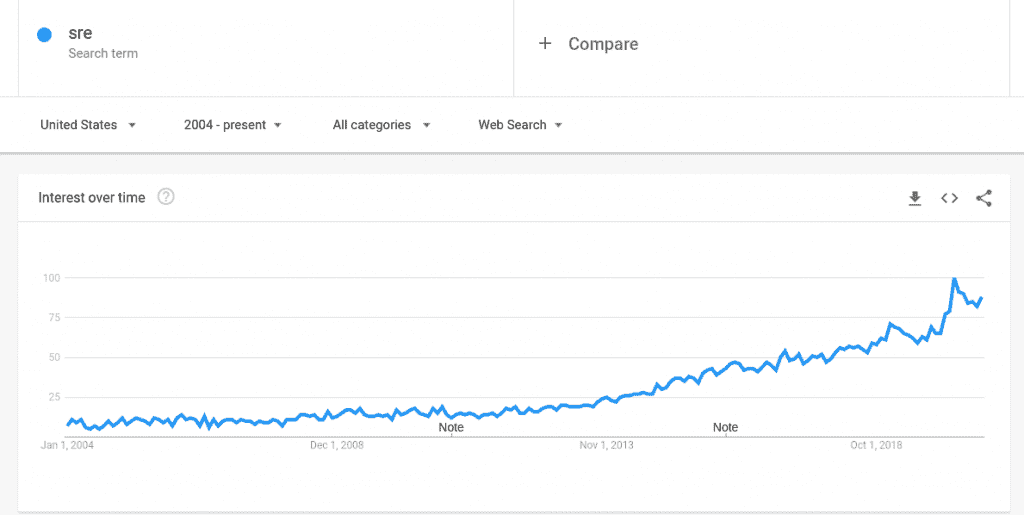 sre
Search term
+ Compare
United States
2004 - present
All categories
Web Search
Interest over time ?
100
75
50
25
Note
Note
Jan 1, 2004
Dec 1, 2008
Nov 1, 2013
Oct 1, 2018